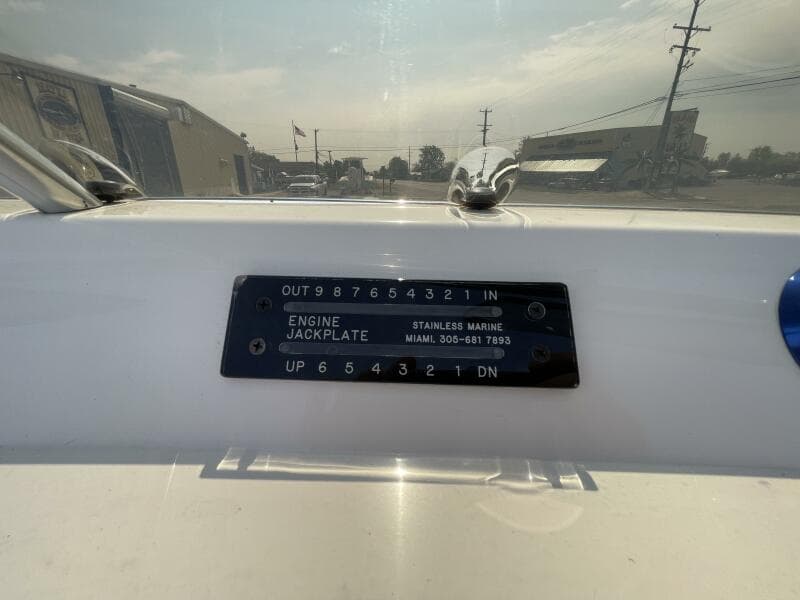 OUT 9 8 7 6 5 4 3 2 1 IN
ENGINE
JACKPLATE
STAINLESS MARINE
MIAMI, 305-681 7893
UP 6 5 4 3 2 1 DN